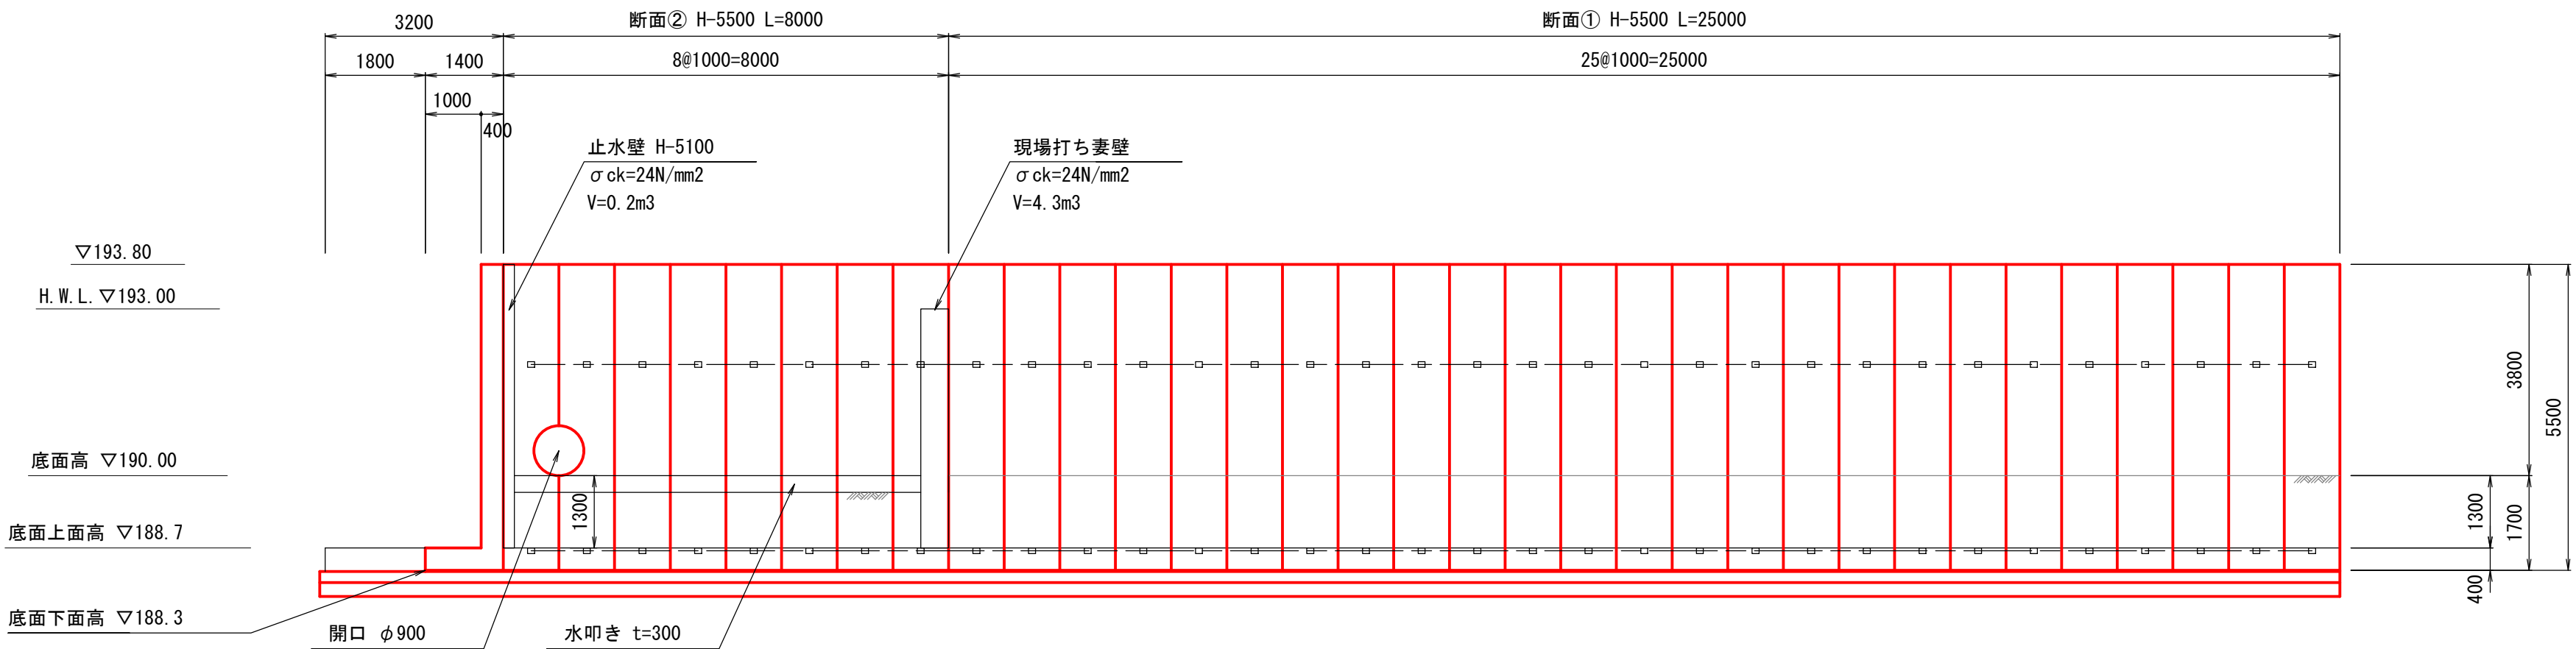 3200
断面② H-5500 L=8000
断面① H-5500 L=25000
1800
1400
8@1000=8000
25@1000=25000
1000
400
止水壁 H-5100
σck=24N/mm2
V=0.2m3
現場打ち妻壁
σck=24N/mm2
V=4.3m3
▽193.80
H.W.L.▽193.00
3800
5500
底面高 ▽190.00
1300
1300
1700
底面上面高 ▽188.7
400
底面下面高 ▽188.3
開口 φ900
水叩き t=300